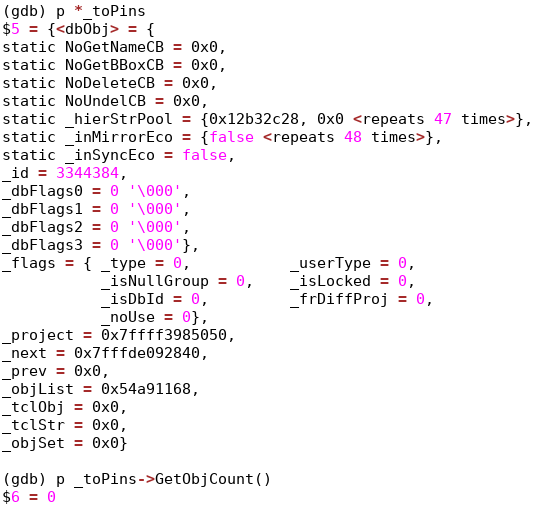 (gdb) p *_toPins
$5 = {<dbObj> = {
static NoGetNameCB = 0x0,
static NoGetBBoxCB = 0x0,
static NoDeleteCB = 0x0,
static NoUndelCB = 0x0,
static _hierStrPool = {0x12b32c28, 0x0 <repeats 47 times>},
static _inMirrorEco = {false <repeats 48 times>},
static _inSyncEco = false,
_id = 3344384,
_dbFlags0 = 0 '\000',
_dbFlags1 = 0 '\000',
_dbFlags2 = 0 '\000',
_dbFlags3 = 0 '\000'},
_flags = { _type = 0,           _userType = 0,
           _isNullGroup = 0,    _isLocked = 0,
           _isDbId = 0,         _frDiffProj = 0,
           _noUse = 0},
_project = 0x7ffff3985050,
_next = 0x7fffde092840,
_prev = 0x0,
_objList = 0x54a91168,
_tclObj = 0x0,
_tclStr = 0x0,
_objSet = 0x0}

(gdb) p _toPins->GetObjCount()
$6 = 0